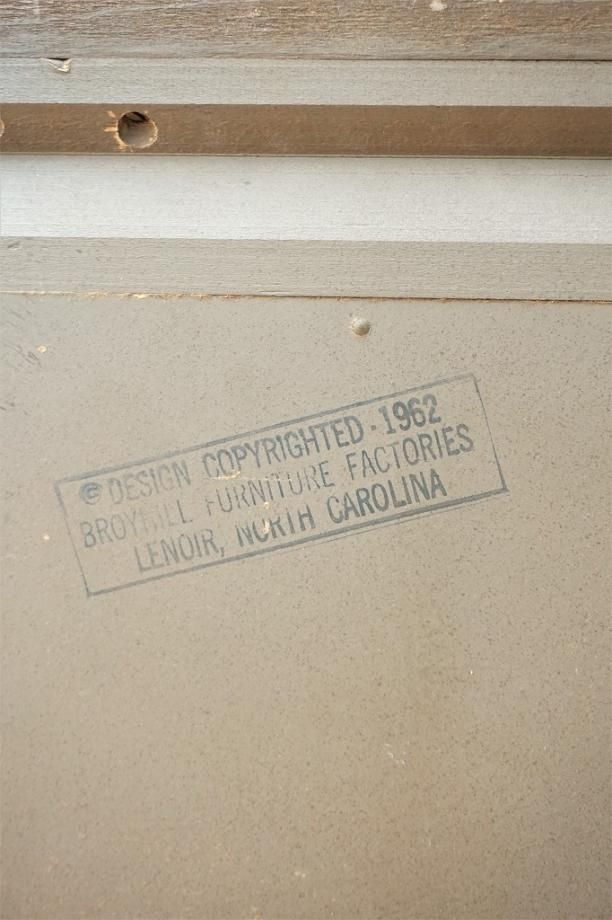 © DESIGN COPYRIGHTED · 1962
BROYHILL FURNITURE FACTORIES
LENOIR, NORTH CAROLINA